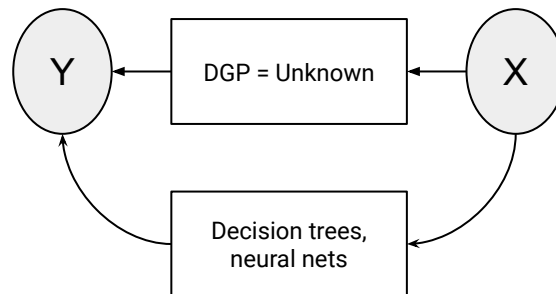 Y
DGP = Unknown
X
Decision trees,
neural nets